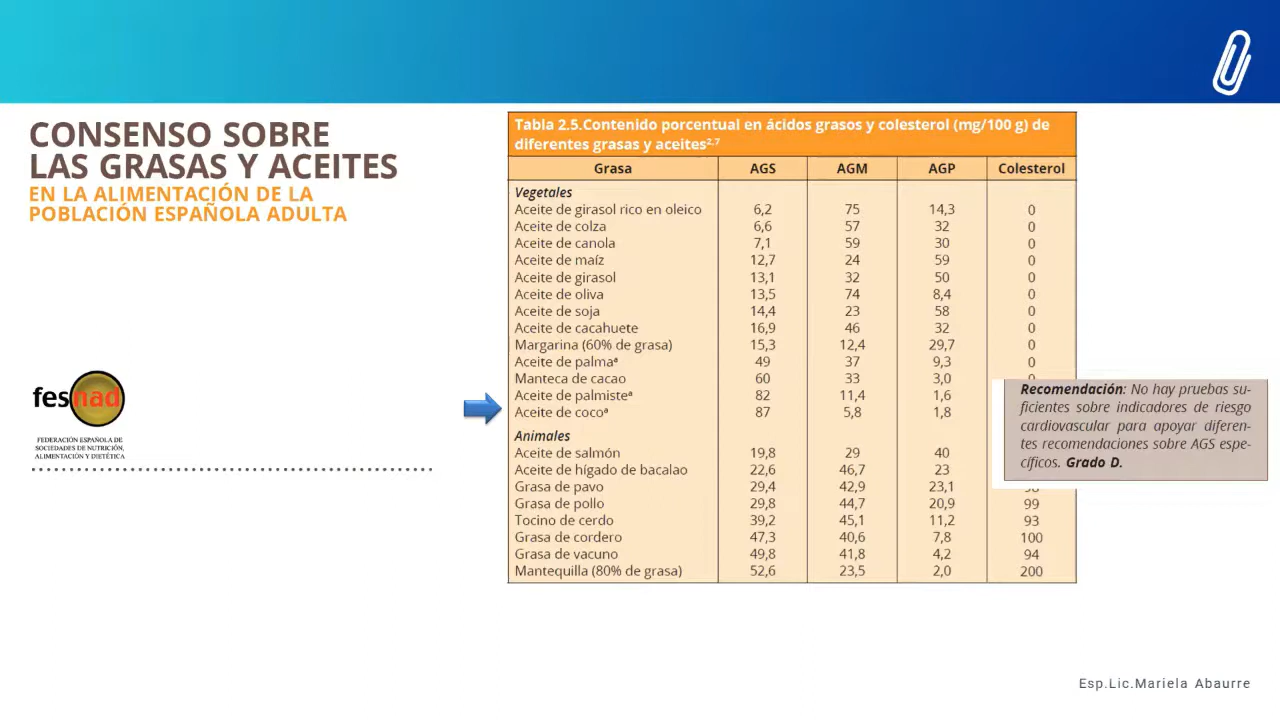 CONSENSO SOBRE
LAS GRASAS Y ACEITES
EN LA ALIMENTACIÓN DE LA
POBLACIÓN ESPAÑOLA ADULTA
fesnad
FEDERACIÓN ESPAÑOLA DE
SOCIEDADES DE NUTRICIÓN,
ALIMENTACIÓN Y DIETÉTICA
Tabla 2.5.Contenido porcentual en ácidos grasos y colesterol (mg/100 g) de
diferentes grasas y aceites²,⁷
Grasa AGS AGM AGP Colesterol
Vegetales
Aceite de girasol rico en oleico 6,2 75 14,3 0
Aceite de colza 6,6 57 32 0
Aceite de canola 7,1 59 30 0
Aceite de maíz 12,7 24 59 0
Aceite de girasol 13,1 32 50 0
Aceite de oliva 13,5 74 8,4 0
Aceite de soja 14,4 23 58 0
Aceite de cacahuete 16,9 46 32 0
Margarina (60% de grasa) 15,3 12,4 29,7 0
Aceite de palmaª 49 37 9,3 0
Manteca de cacao 60 33 3,0
Aceite de palmisteª 82 11,4 1,6
Aceite de cocoª 87 5,8 1,8
Animales
Aceite de salmón 19,8 29 40
Aceite de hígado de bacalao 22,6 46,7 23
Grasa de pavo 29,4 42,9 23,1
Grasa de pollo 29,8 44,7 20,9 99
Tocino de cerdo 39,2 45,1 11,2 93
Grasa de cordero 47,3 40,6 7,8 100
Grasa de vacuno 49,8 41,8 4,2 94
Mantequilla (80% de grasa) 52,6 23,5 2,0 200
Recomendación: No hay pruebas su-
ficientes sobre indicadores de riesgo
cardiovascular para apoyar diferen-
tes recomendaciones sobre AGS espe-
cíficos. Grado D.
Esp.Lic.Mariela Abaurre